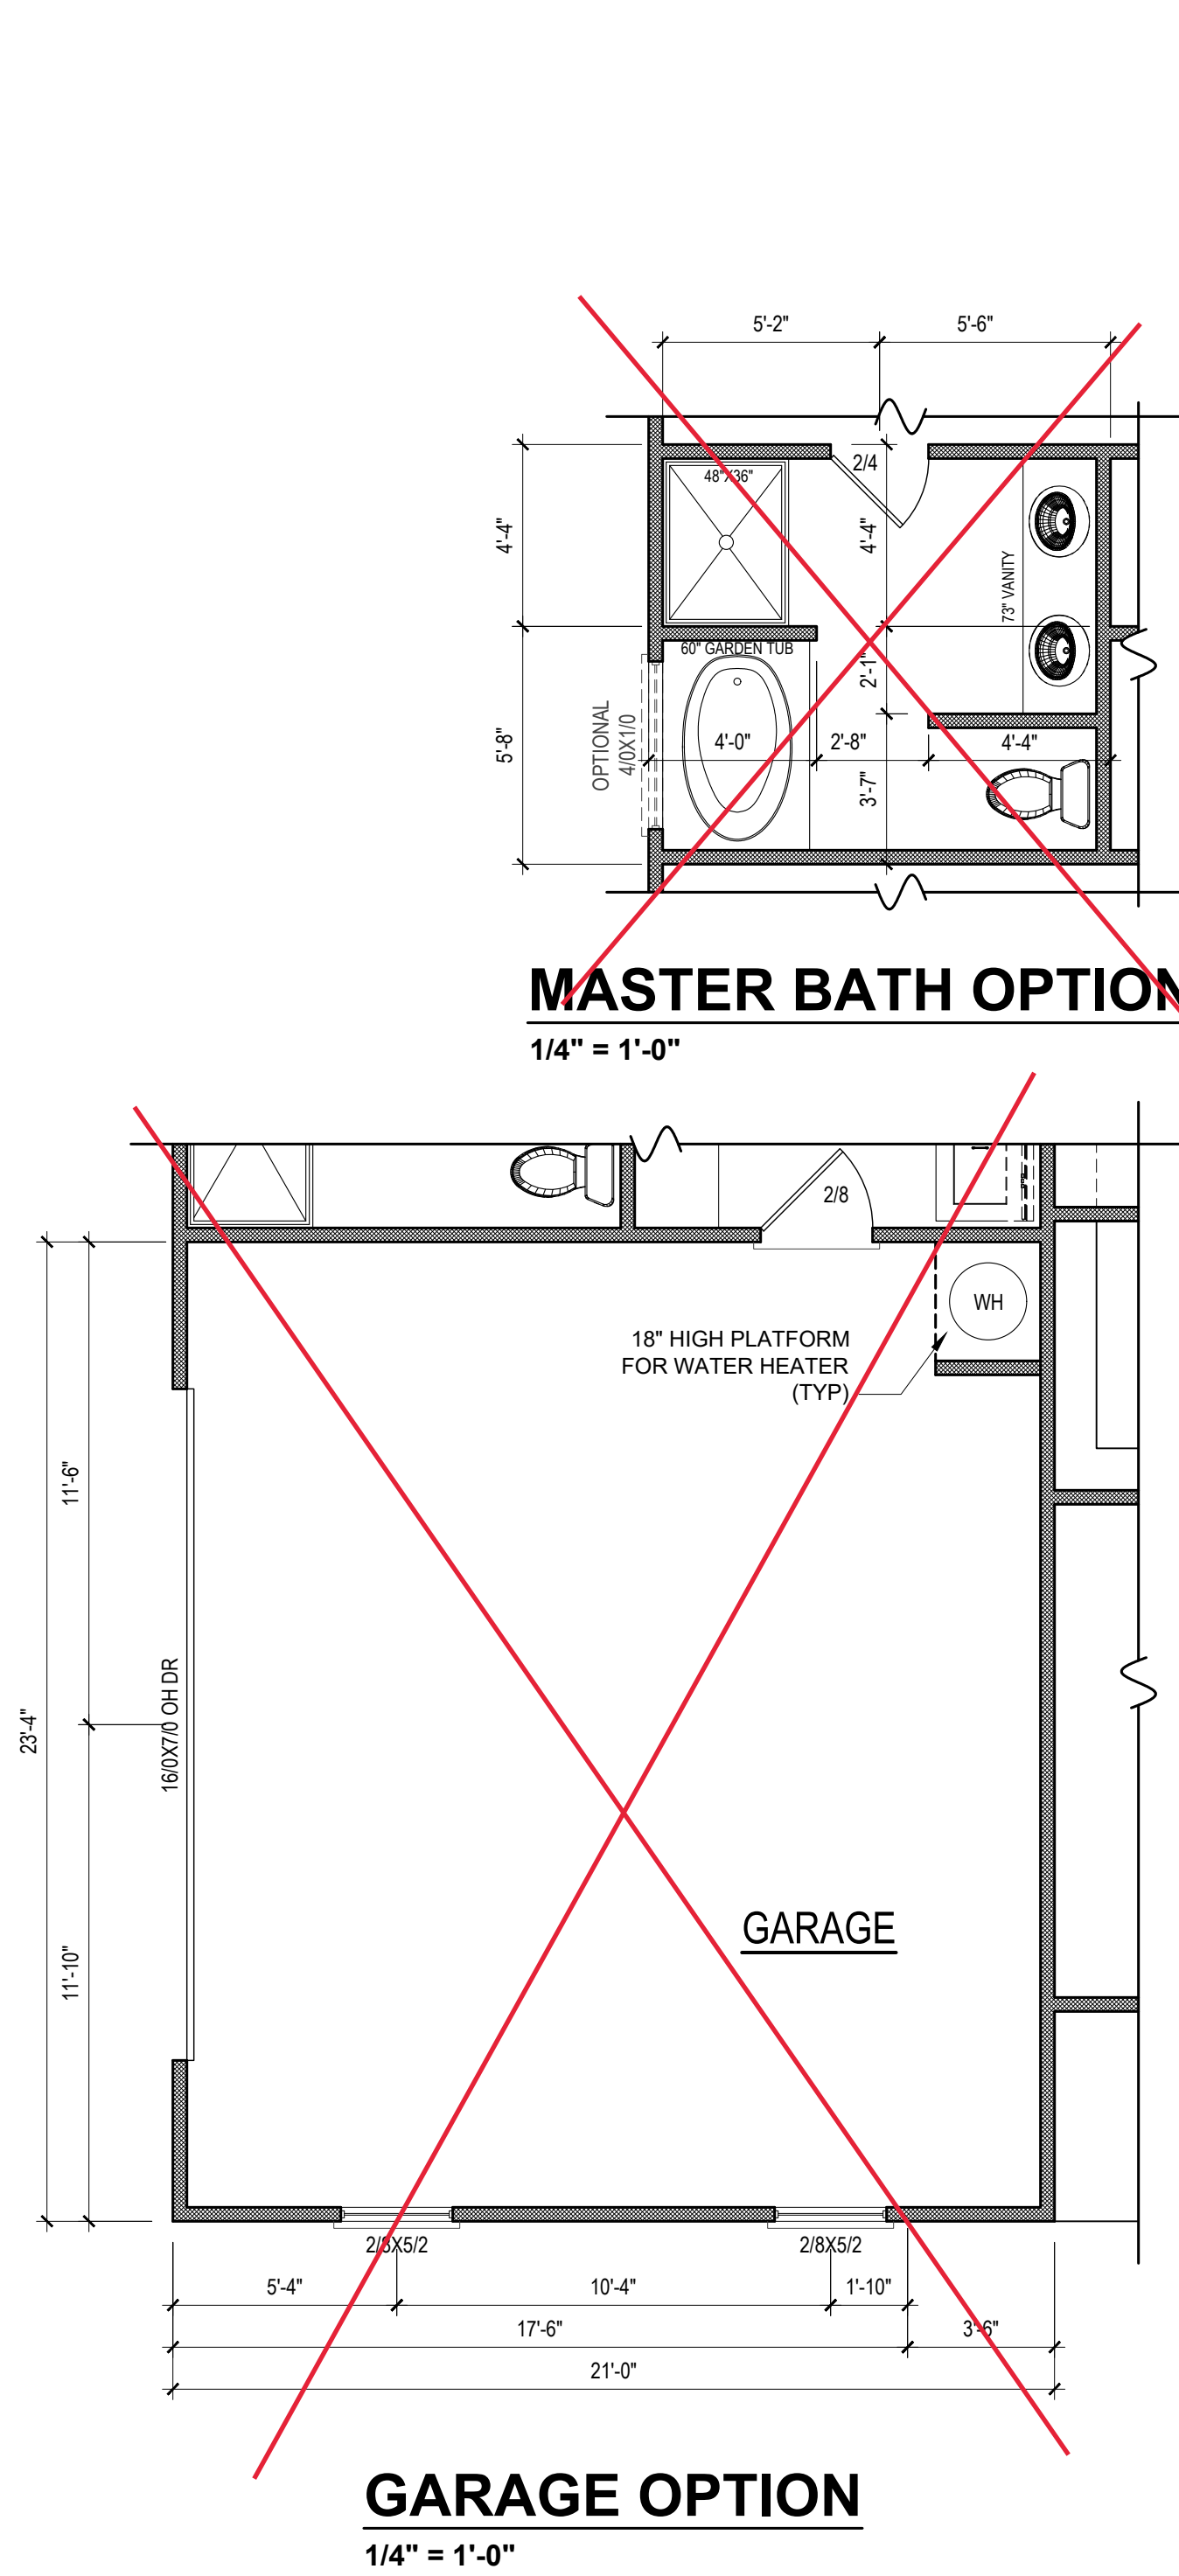 5'-2"
5'-6"
2/4
48"X36"
4'-4"
4'-4"
73" VANITY
60" GARDEN TUB
2'-1"
OPTIONAL
4/0X1/0
5'-8"
4'-0"
2'-8"
4'-4"
3'-7"
MASTER BATH OPTION
1/4" = 1'-0"
2/8
WH
18" HIGH PLATFORM
FOR WATER HEATER
(TYP)
11'-6"
23'-4"
16/0X7/0 OH DR
GARAGE
11'-10"
2/8X5/2
2/8X5/2
5'-4"
10'-4"
1'-10"
17'-6"
3'-6"
21'-0"
GARAGE OPTION
1/4" = 1'-0"